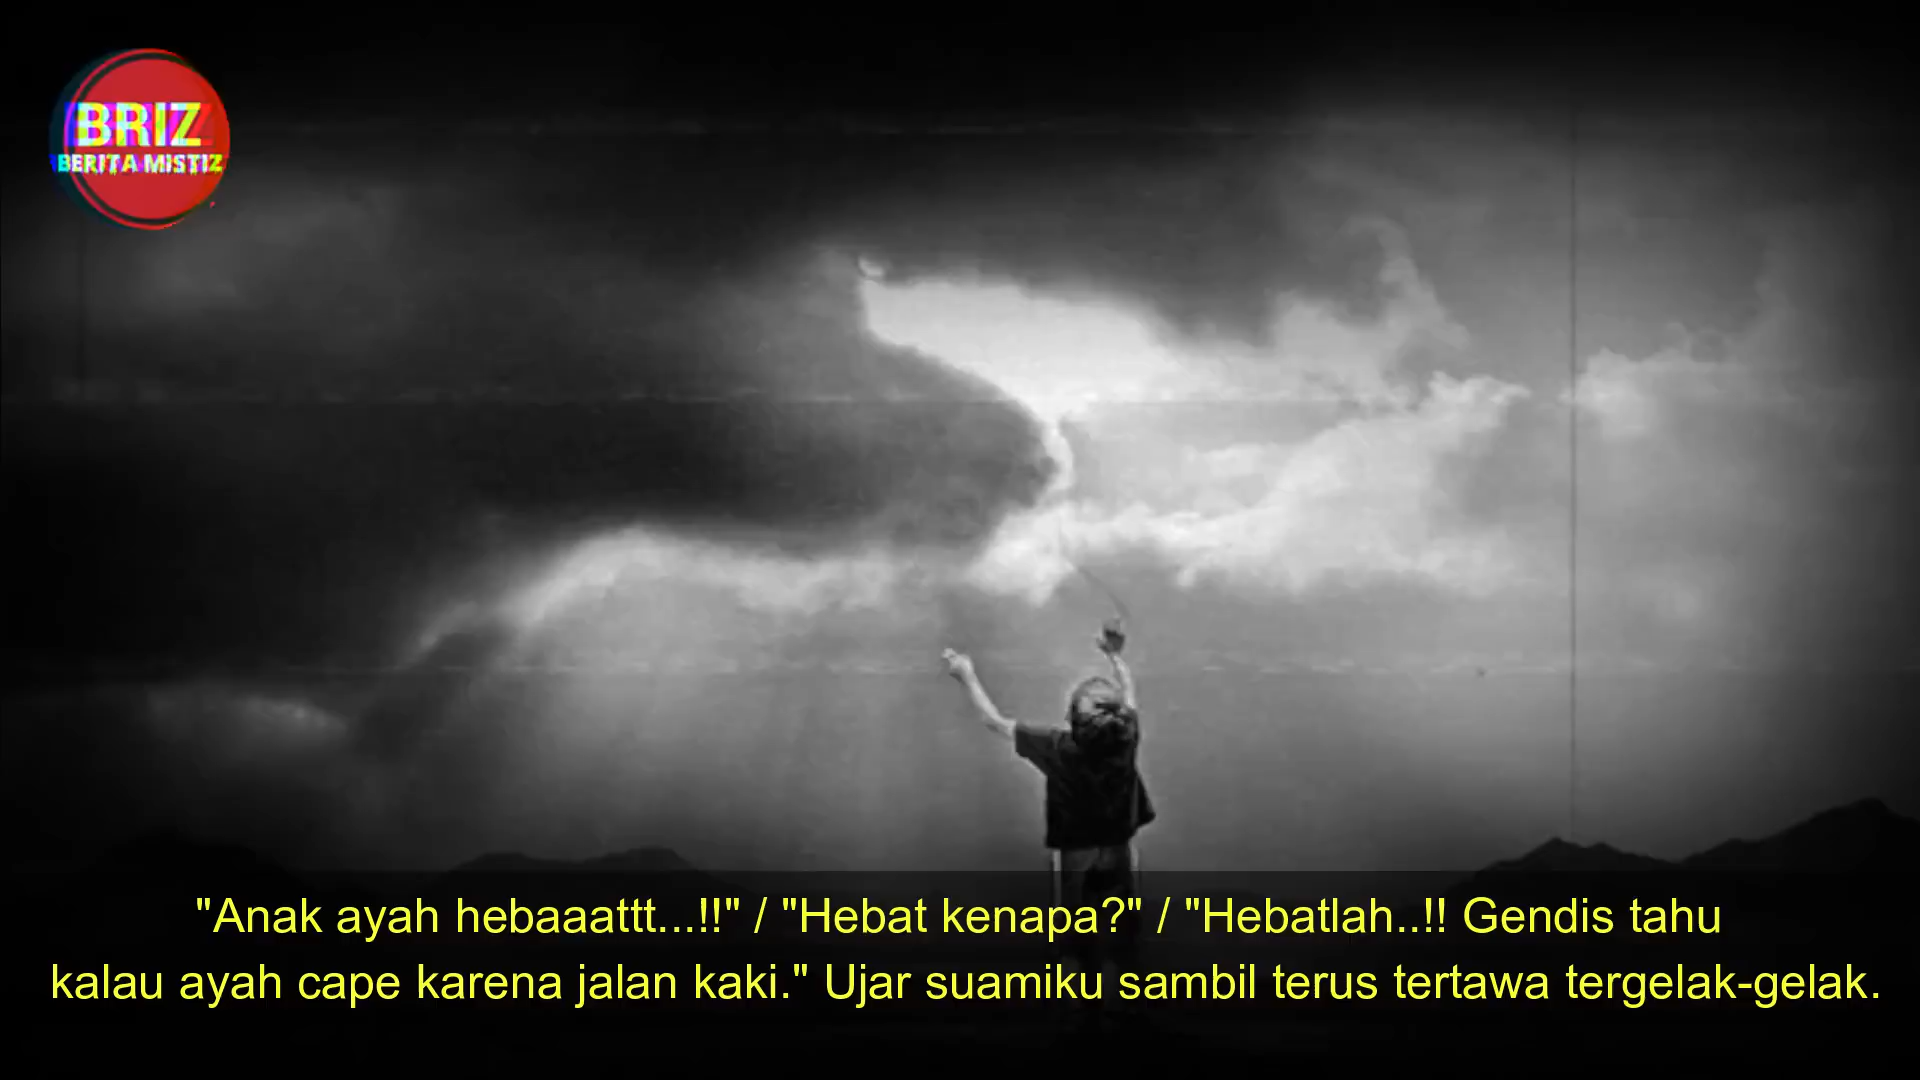 BRIZ
BERITA MISTIZ
"Anak ayah hebaaattt...!!" / "Hebat kenapa?" / "Hebatlah..!! Gendis tahu
kalau ayah cape karena jalan kaki." Ujar suamiku sambil terus tertawa tergelak-gelak.